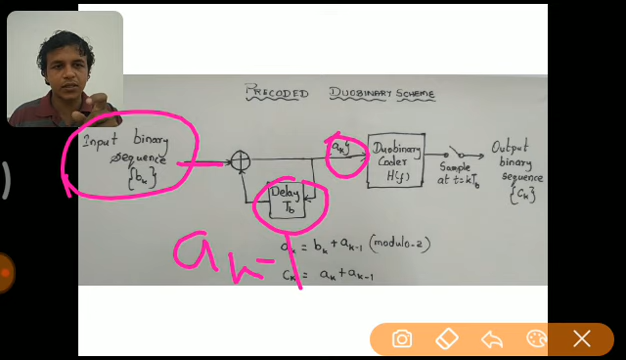 PRECODED DUOBINARY SCHEME
Input binary
sequence
{bₖ}
aₖ}
Duobinary
Coder
H(f)
Sample
at t=kTb
Output
binary
sequence
{Cₖ}
Delay
Tb
aₖ₋₁
aₖ = bₖ + aₖ₋₁ (modulo-2)
Cₖ = aₖ + aₖ₋₁